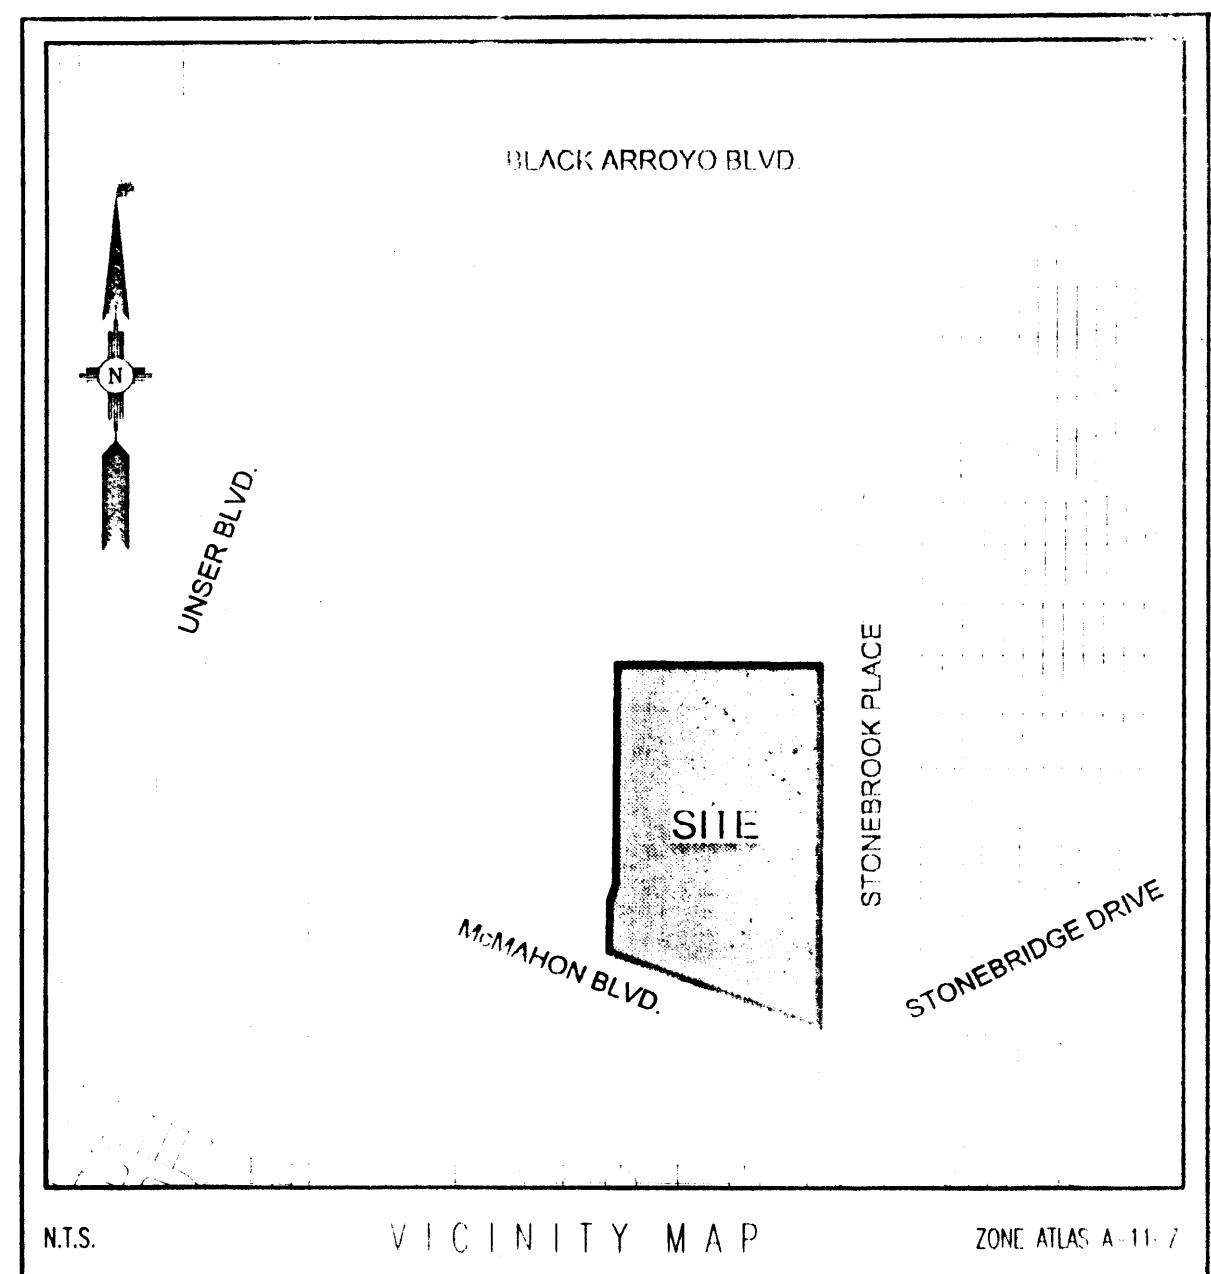 BLACK ARROYO BLVD.
N
UNSER BLVD.
STONEBROOK PLACE
SITE
McMAHON BLVD.
STONEBRIDGE DRIVE
N.T.S.
VICINITY MAP
ZONE ATLAS A-11-Z